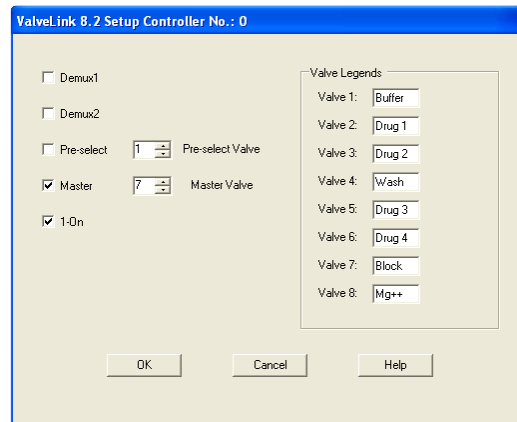 ValveLink 8.2 Setup Controller No.: 0
Demux1
Demux2
Pre-select 1 Pre-select Valve
Master 7 Master Valve
1-On
Valve Legends
Valve 1: Buffer
Valve 2: Drug 1
Valve 3: Drug 2
Valve 4: Wash
Valve 5: Drug 3
Valve 6: Drug 4
Valve 7: Block
Valve 8: Mg++
OK Cancel Help